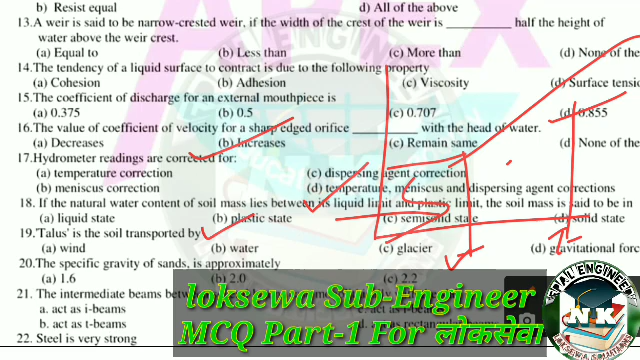 b) Resist equal d) All of the above
13.A weir is said to be narrow-crested weir, if the width of the crest of the weir is __________ half the height of
water above the weir crest.
(a) Equal to (b) Less than (c) More than (d) None of the
14.The tendency of a liquid surface to contract is due to the following property
(a) Cohesion (b) Adhesion (c) Viscosity (d) Surface tensi
15.The coefficient of discharge for an external mouthpiece is
(a) 0.375 (b) 0.5 (c) 0.707 (d) 0.855
16.The value of coefficient of velocity for a sharp edged orifice __________ with the head of water.
(a) Decreases (b) Increases (c) Remain same (d) None of the
17.Hydrometer readings are corrected for:
(a) temperature correction (c) dispersing agent correction
(b) meniscus correction (d) temperature, meniscus and dispersing agent corrections
18. If the natural water content of soil mass lies between its liquid limit and plastic limit, the soil mass is said to be in
(a) liquid state (b) plastic state (c) semisolid state (d) solid state
19.'Talus' is the soil transported by
(a) wind (b) water (c) glacier (d) gravitational force
20.The specific gravity of sands, is approximately
(a) 1.6 (b) 2.0 (c) 2.2
21. The intermediate beams
a. act as i-beams
b. act as t-beams
22. Steel is very strong
loksewa Sub-Engineer
MCQ Part-1 For लोकसेवा
NK